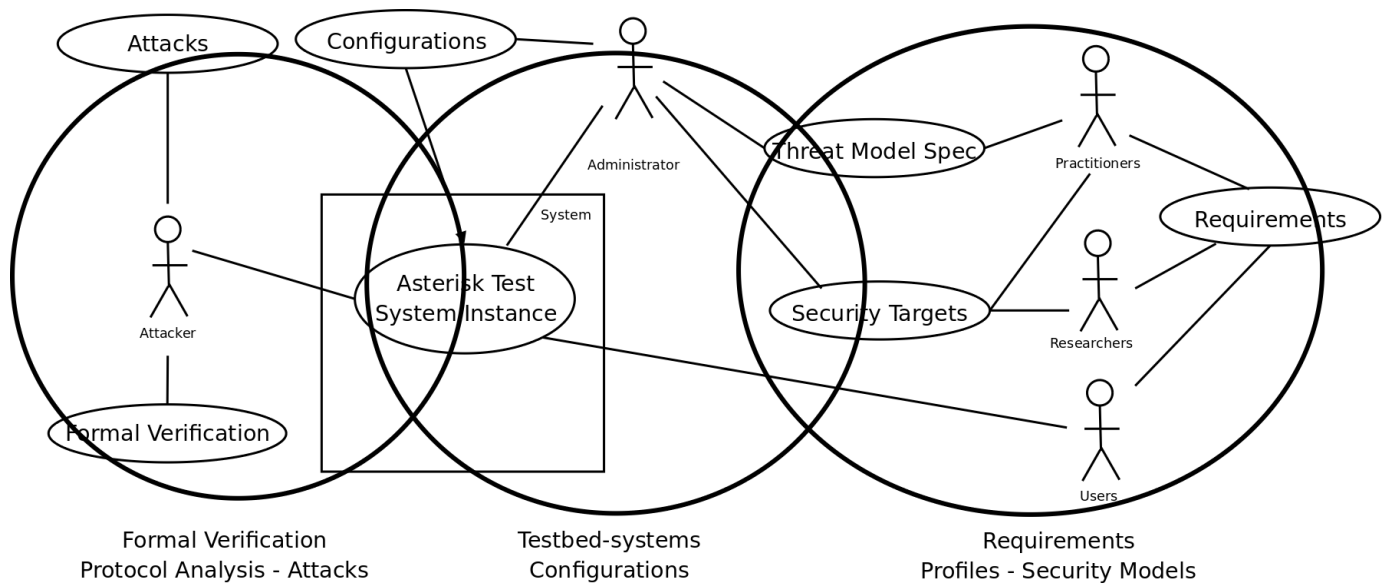 Attacks
Configurations
Administrator
Threat Model Spec
Practitioners
System
Requirements
Asterisk Test
System Instance
Attacker
Security Targets
Researchers
Formal Verification
Users
Formal Verification
Protocol Analysis - Attacks
Testbed-systems
Configurations
Requirements
Profiles - Security Models